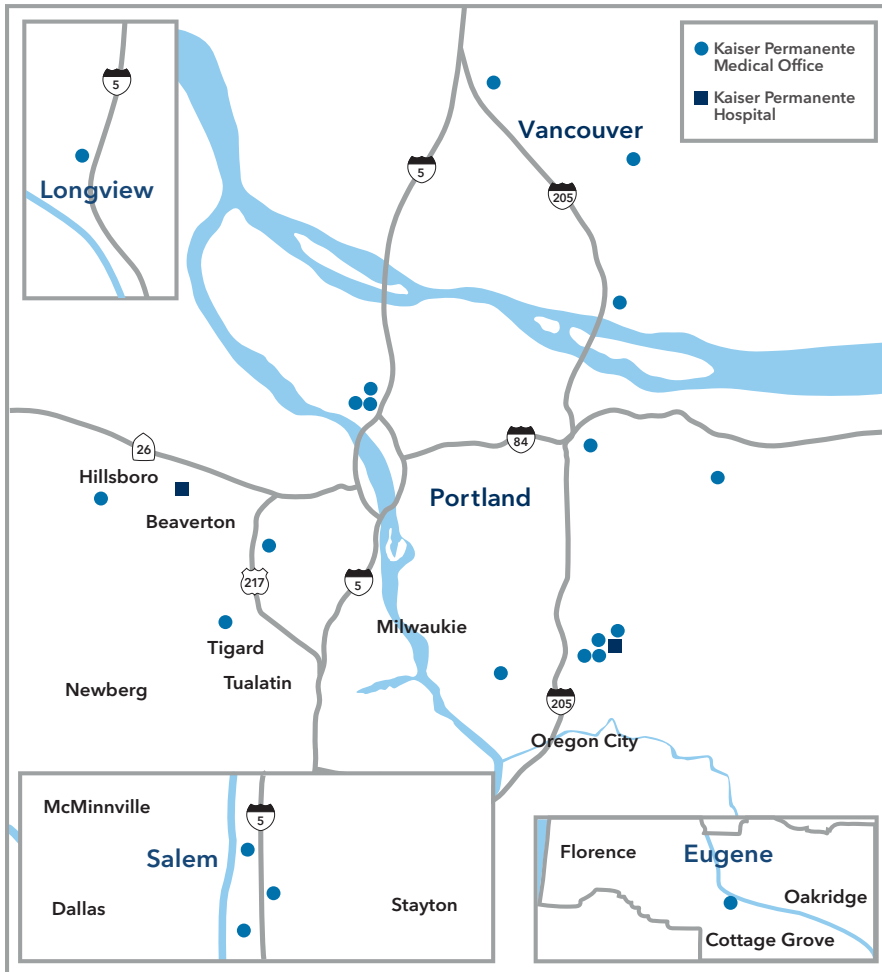 5
Longview
Kaiser Permanente
Medical Office
Kaiser Permanente
Hospital
Vancouver
5
205
26
84
Hillsboro
Portland
Beaverton
217
5
Milwaukie
Tigard
Tualatin
Newberg
205
Oregon City
McMinnville
5
Salem
Dallas
Stayton
Florence
Eugene
Oakridge
Cottage Grove